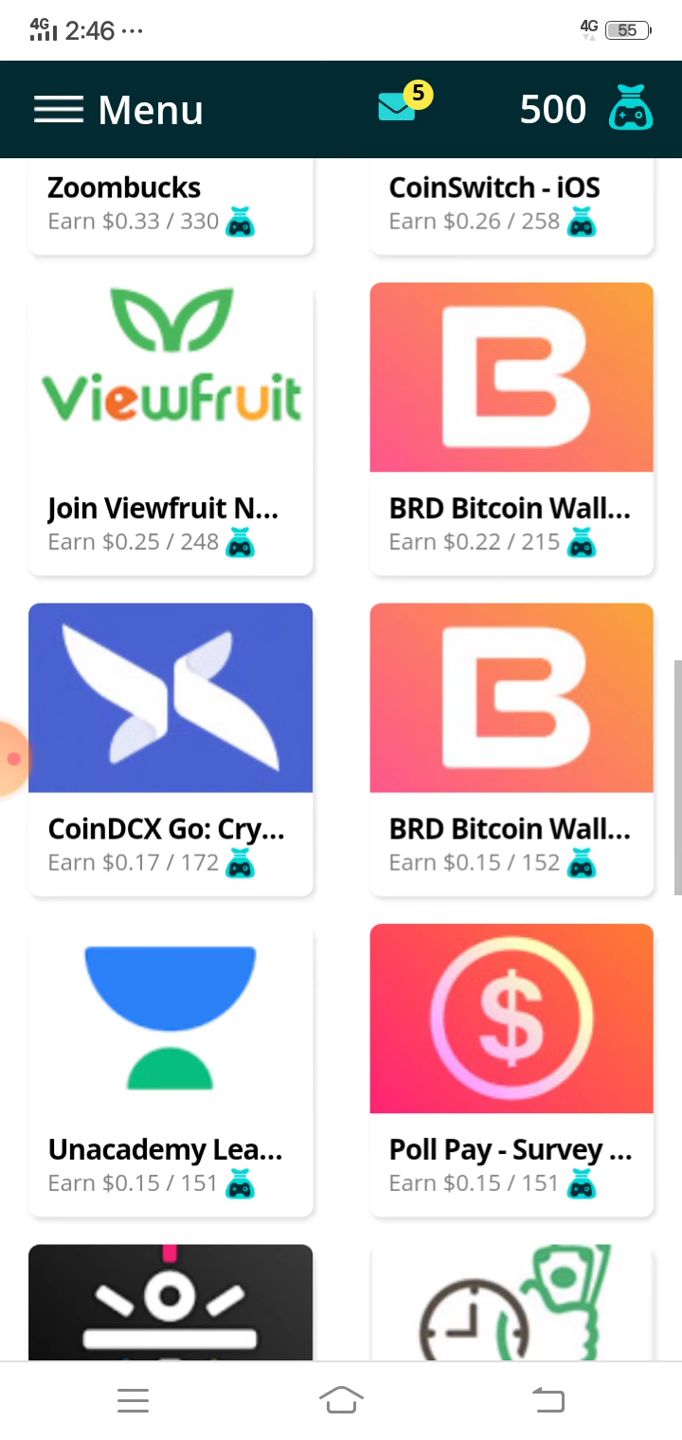 4G 2:46 ... 4G 55
Menu 5 500
Zoombucks
Earn $0.33 / 330
CoinSwitch - iOS
Earn $0.26 / 258
Viewfruit
Join Viewfruit N...
Earn $0.25 / 248
B
BRD Bitcoin Wall...
Earn $0.22 / 215
CoinDCX Go: Cry...
Earn $0.17 / 172
B
BRD Bitcoin Wall...
Earn $0.15 / 152
Unacademy Lea...
Earn $0.15 / 151
$
Poll Pay - Survey ...
Earn $0.15 / 151